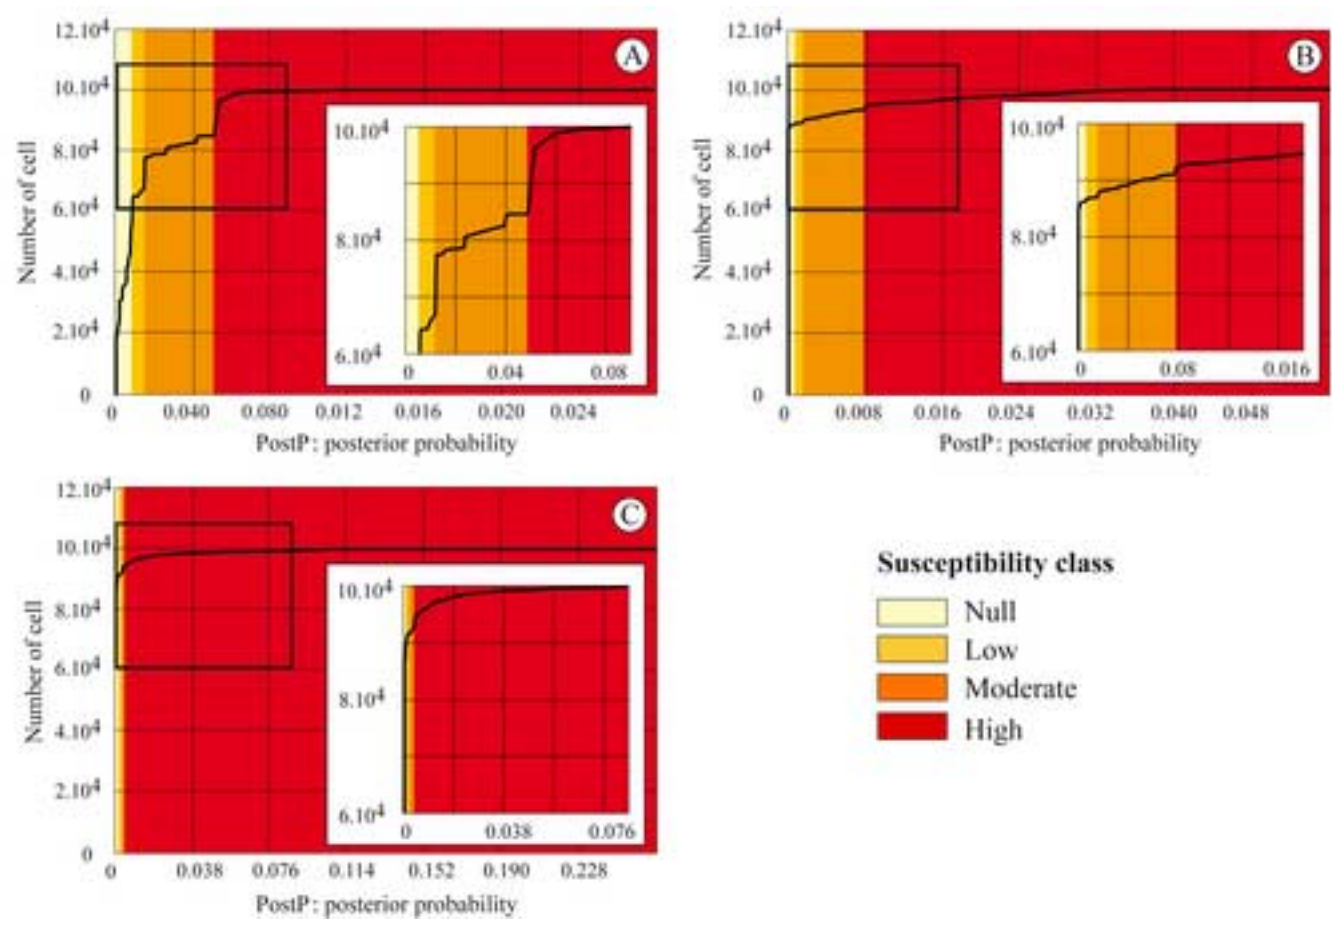 12.10⁴
10.10⁴
8.10⁴
6.10⁴
4.10⁴
2.10⁴
0
Number of cell
A
10.10⁴
8.10⁴
6.10⁴
0 0.04 0.08
0 0.040 0.080 0.012 0.016 0.020 0.024
PostP: posterior probability
12.10⁴
10.10⁴
8.10⁴
6.10⁴
4.10⁴
2.10⁴
0
Number of cell
B
10.10⁴
8.10⁴
6.10⁴
0 0.08 0.016
0 0.008 0.016 0.024 0.032 0.040 0.048
PostP: posterior probability
12.10⁴
10.10⁴
8.10⁴
6.10⁴
4.10⁴
2.10⁴
0
Number of cell
C
10.10⁴
8.10⁴
6.10⁴
0 0.038 0.076
0 0.038 0.076 0.114 0.152 0.190 0.228
PostP: posterior probability
Susceptibility class
Null
Low
Moderate
High